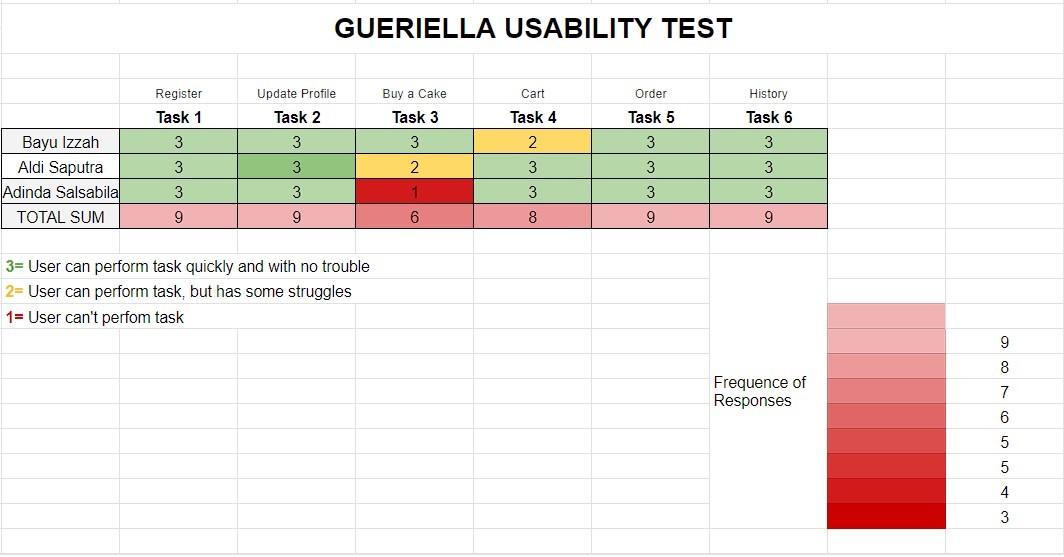 GUERIELLA USABILITY TEST
Register Update Profile Buy a Cake Cart Order History
Task 1 Task 2 Task 3 Task 4 Task 5 Task 6
Bayu Izzah 3 3 3 2 3 3
Aldi Saputra 3 3 2 3 3 3
Adinda Salsabila 3 3 1 3 3 3
TOTAL SUM 9 9 6 8 9 9
3= User can perform task quickly and with no trouble
2= User can perform task, but has some struggles
1= User can't perfom task
Frequence of
Responses
9
8
7
6
5
5
4
3